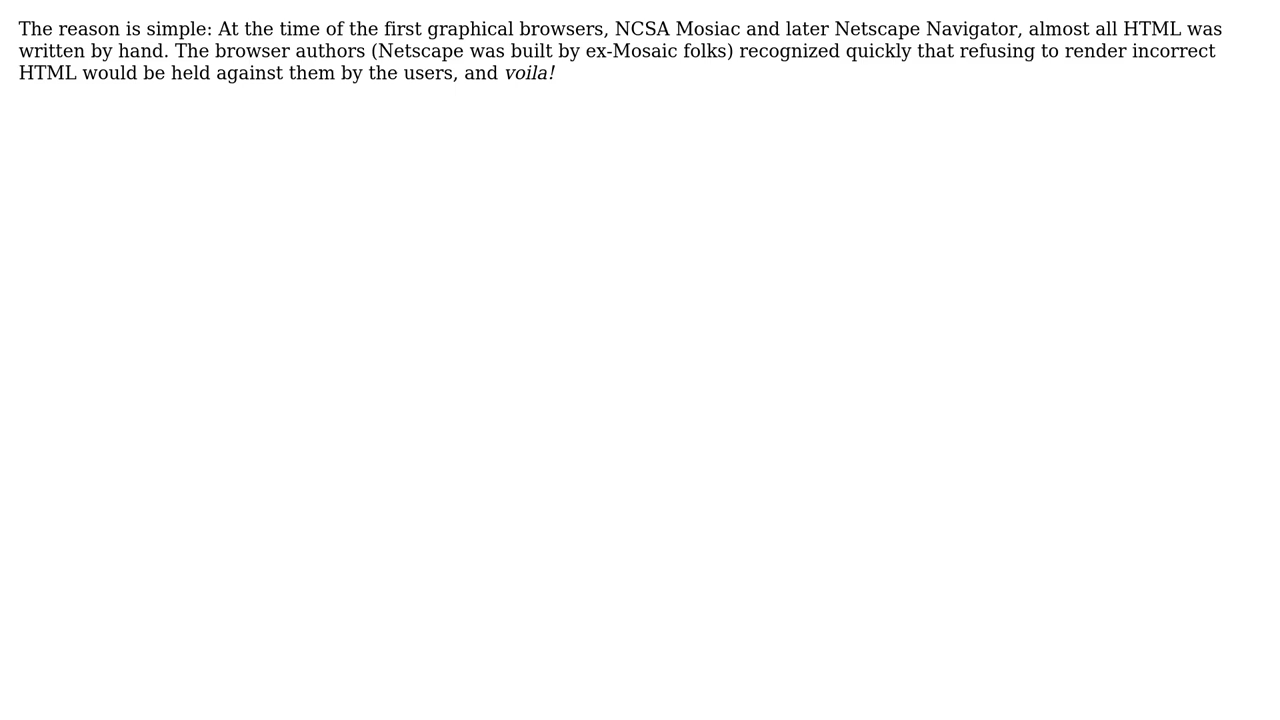 The reason is simple: At the time of the first graphical browsers, NCSA Mosiac and later Netscape Navigator, almost all HTML was
written by hand. The browser authors (Netscape was built by ex-Mosaic folks) recognized quickly that refusing to render incorrect
HTML would be held against them by the users, and voila!